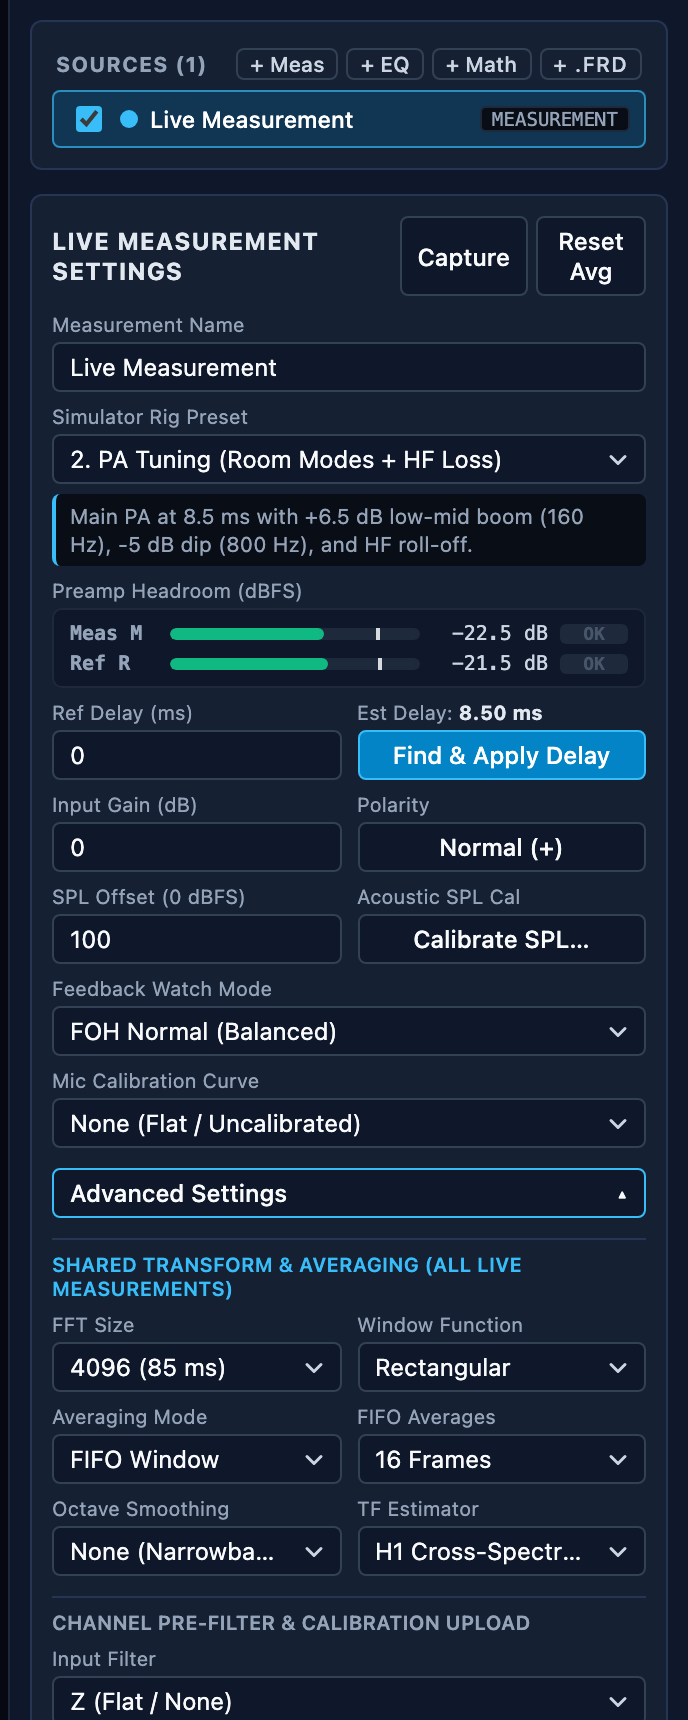 SOURCES (1) + Meas + EQ + Math + .FRD
Live Measurement MEASUREMENT
LIVE MEASUREMENT SETTINGS
Capture
Reset Avg
Measurement Name
Live Measurement
Simulator Rig Preset
2. PA Tuning (Room Modes + HF Loss)
Main PA at 8.5 ms with +6.5 dB low-mid boom (160
Hz), -5 dB dip (800 Hz), and HF roll-off.
Preamp Headroom (dBFS)
Meas M -22.5 dB OK
Ref R -21.5 dB OK
Ref Delay (ms) Est Delay: 8.50 ms
0 Find & Apply Delay
Input Gain (dB) Polarity
0 Normal (+)
SPL Offset (0 dBFS) Acoustic SPL Cal
100 Calibrate SPL...
Feedback Watch Mode
FOH Normal (Balanced)
Mic Calibration Curve
None (Flat / Uncalibrated)
Advanced Settings
SHARED TRANSFORM & AVERAGING (ALL LIVE
MEASUREMENTS)
FFT Size Window Function
4096 (85 ms) Rectangular
Averaging Mode FIFO Averages
FIFO Window 16 Frames
Octave Smoothing TF Estimator
None (Narrowba... H1 Cross-Spectr...
CHANNEL PRE-FILTER & CALIBRATION UPLOAD
Input Filter
Z (Flat / None)